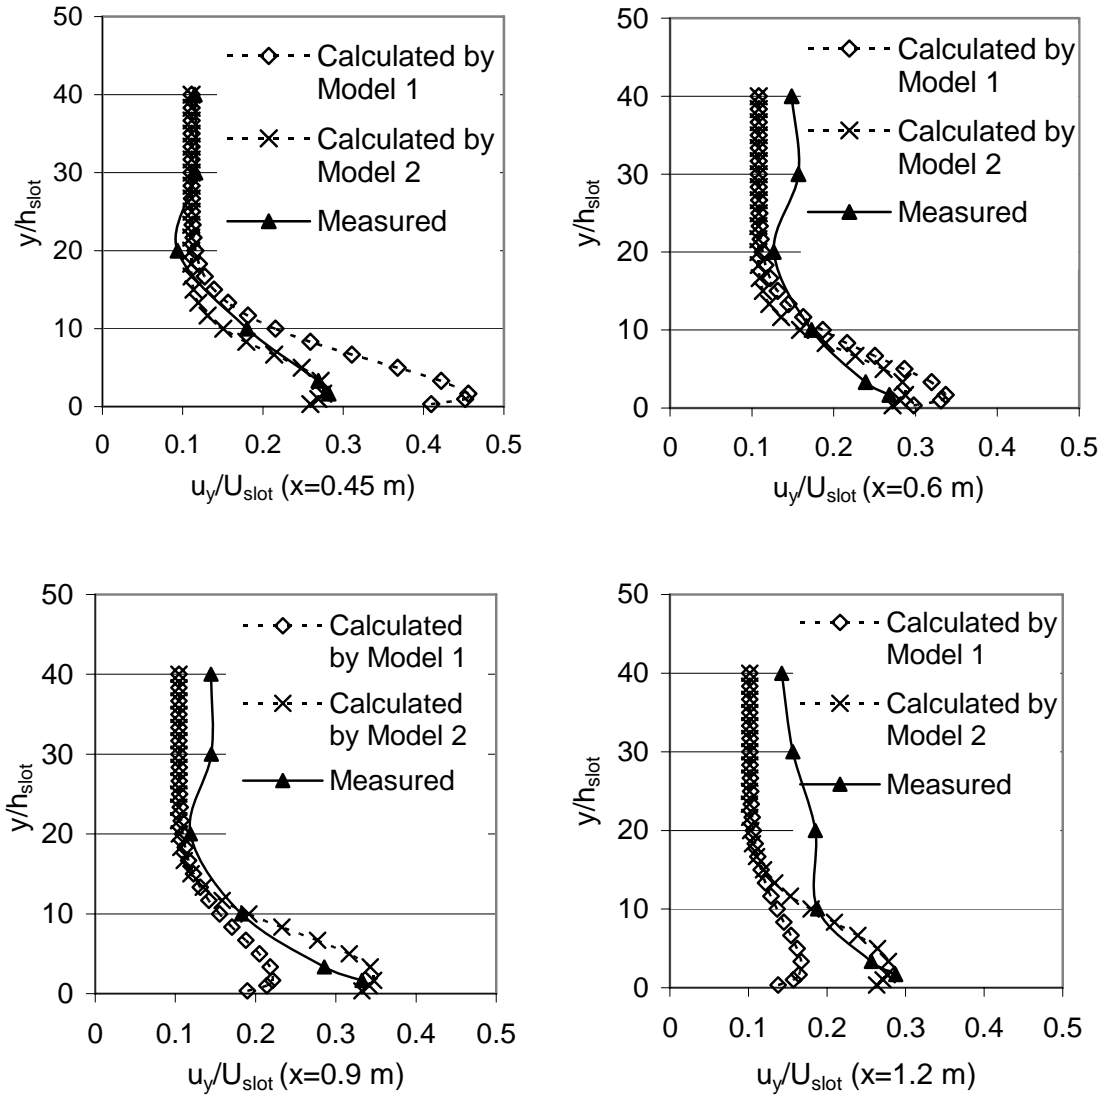 50
40
30
20
10
0
y/h_slot
Calculated by
Model 1
Calculated by
Model 2
Measured
0 0.1 0.2 0.3 0.4 0.5
u_y/U_slot (x=0.45 m)
50
40
30
20
10
0
y/h_slot
Calculated by
Model 1
Calculated by
Model 2
Measured
0 0.1 0.2 0.3 0.4 0.5
u_y/U_slot (x=0.6 m)
50
40
30
20
10
0
y/h_slot
Calculated
by Model 1
Calculated
by Model 2
Measured
0 0.1 0.2 0.3 0.4 0.5
u_y/U_slot (x=0.9 m)
50
40
30
20
10
0
y/h_slot
Calculated by
Model 1
Calculated by
Model 2
Measured
0 0.1 0.2 0.3 0.4 0.5
u_y/U_slot (x=1.2 m)